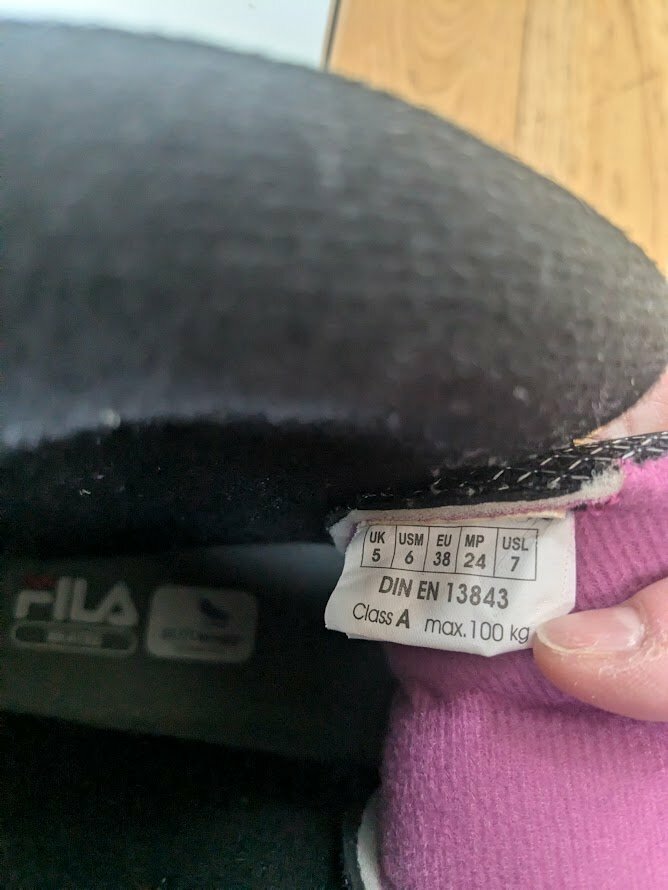 UK USM EU MP USL
5 6 38 24 7
DIN EN 13843
Class A max.100 kg
FILA